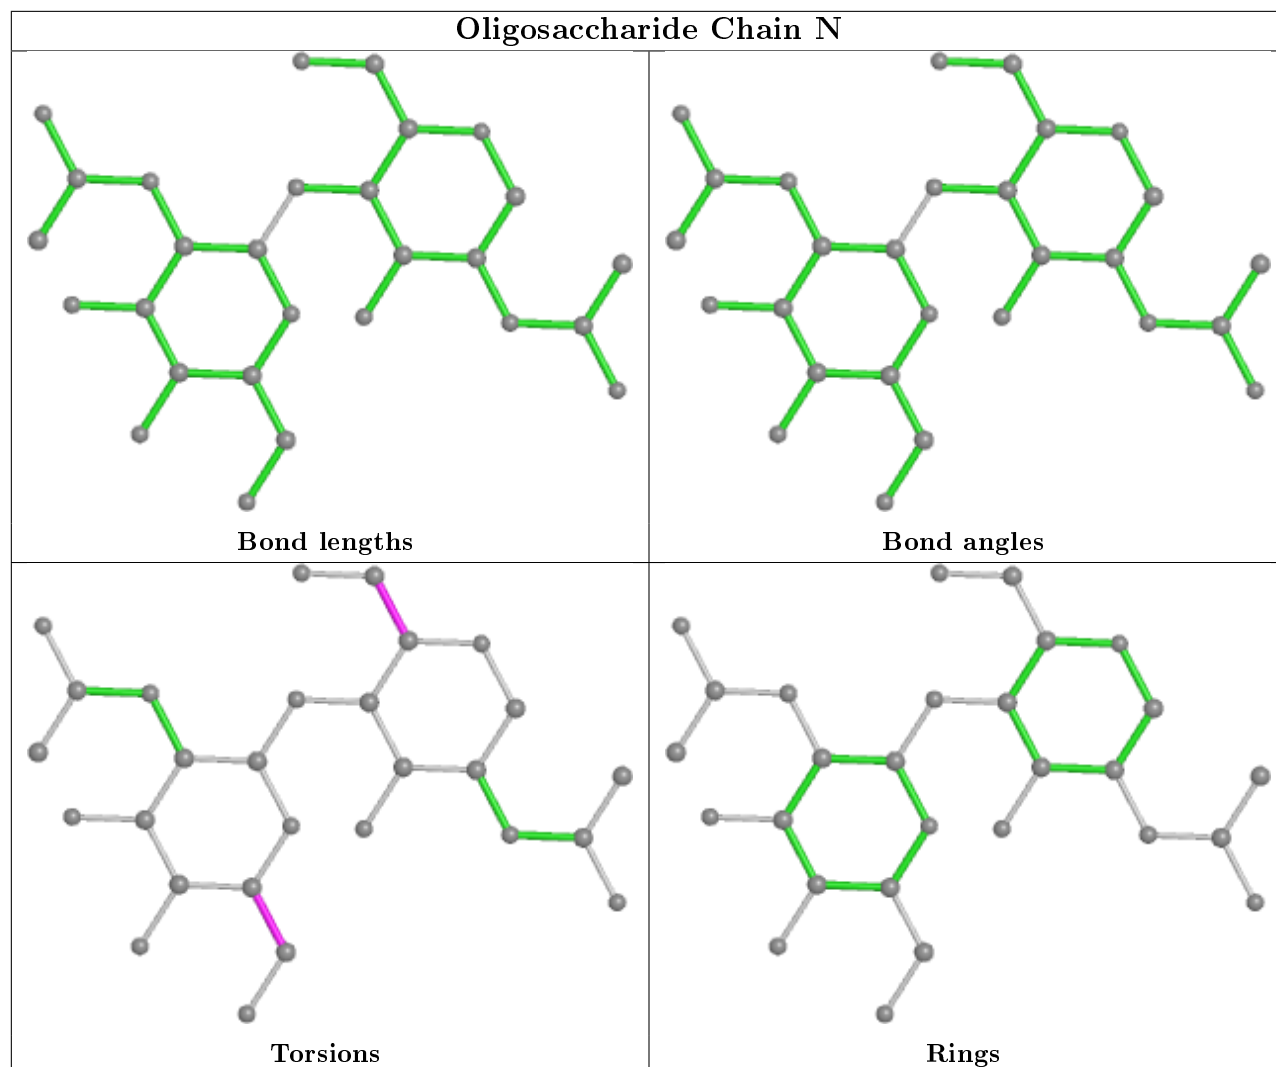 Oligosaccharide Chain N
Bond lengths
Bond angles
Torsions
Rings